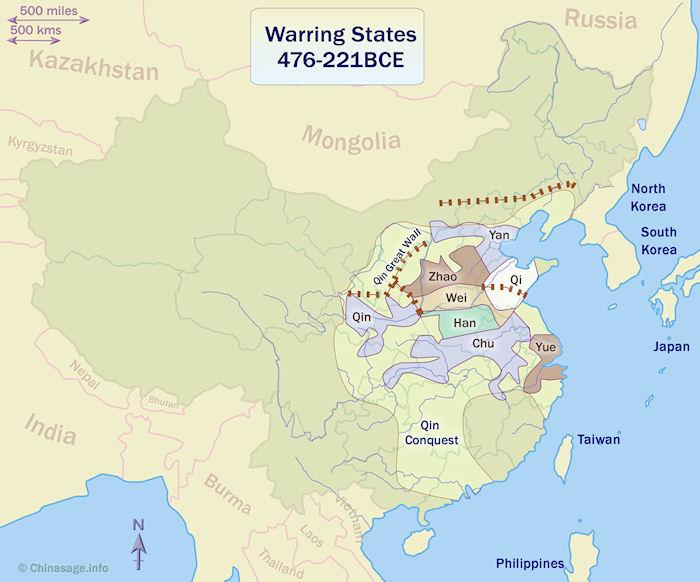 500 miles
500 kms
Warring States
476-221BCE
Russia
Kazakhstan
Mongolia
Kyrgyzstan
North
Korea
South
Korea
Yan
Qin Great Wall
Zhao
Qi
Wei
Qin
Han
Chu
Yue
Japan
Nepal
Bhutan
India
Qin
Conquest
Taiwan
Burma
Vietnam
Laos
Thailand
N
Philippines
© Chinasage.info